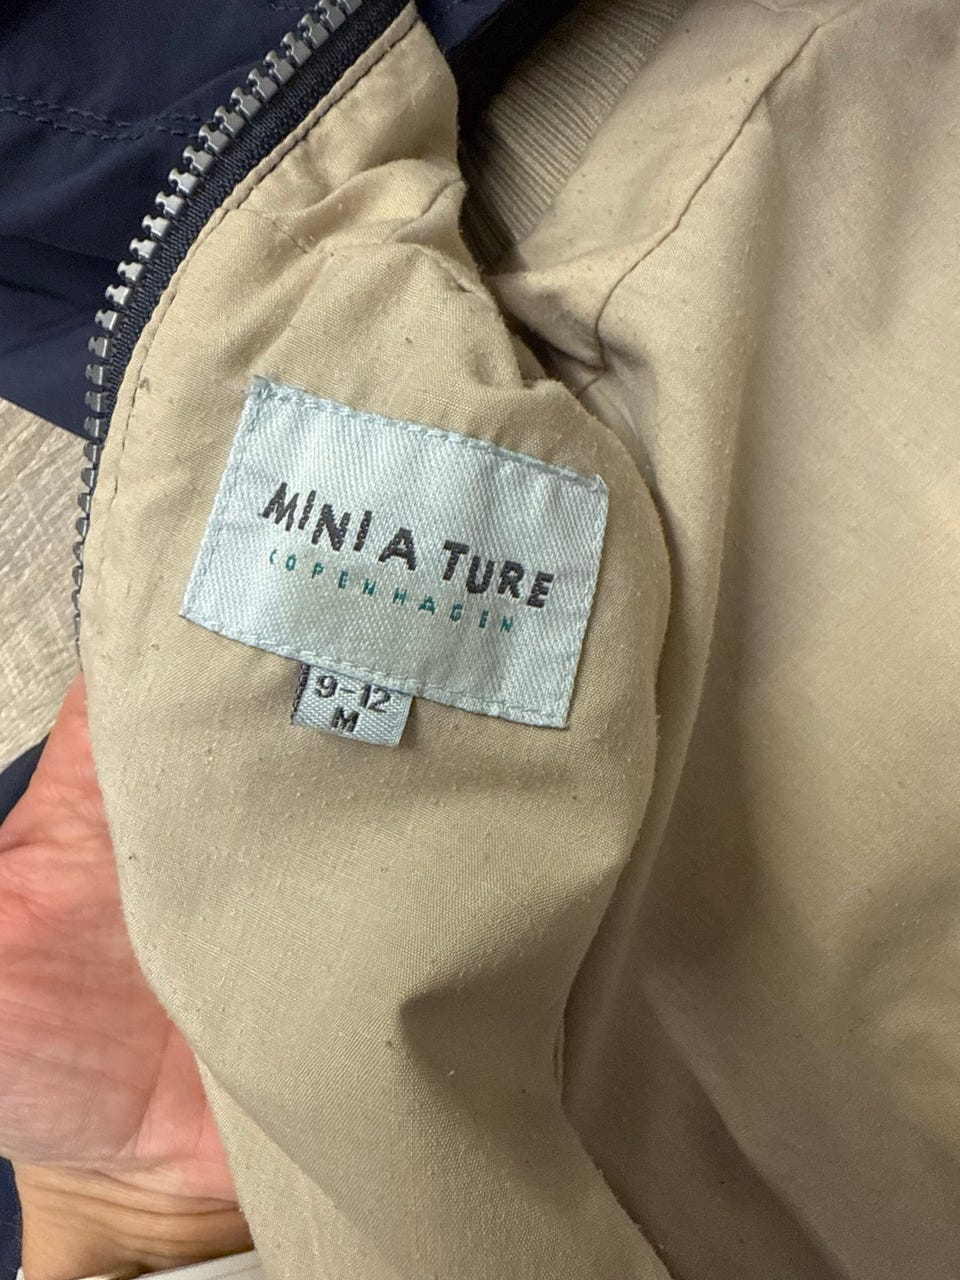 MINI A TURE
COPENHAGEN
9-12
M